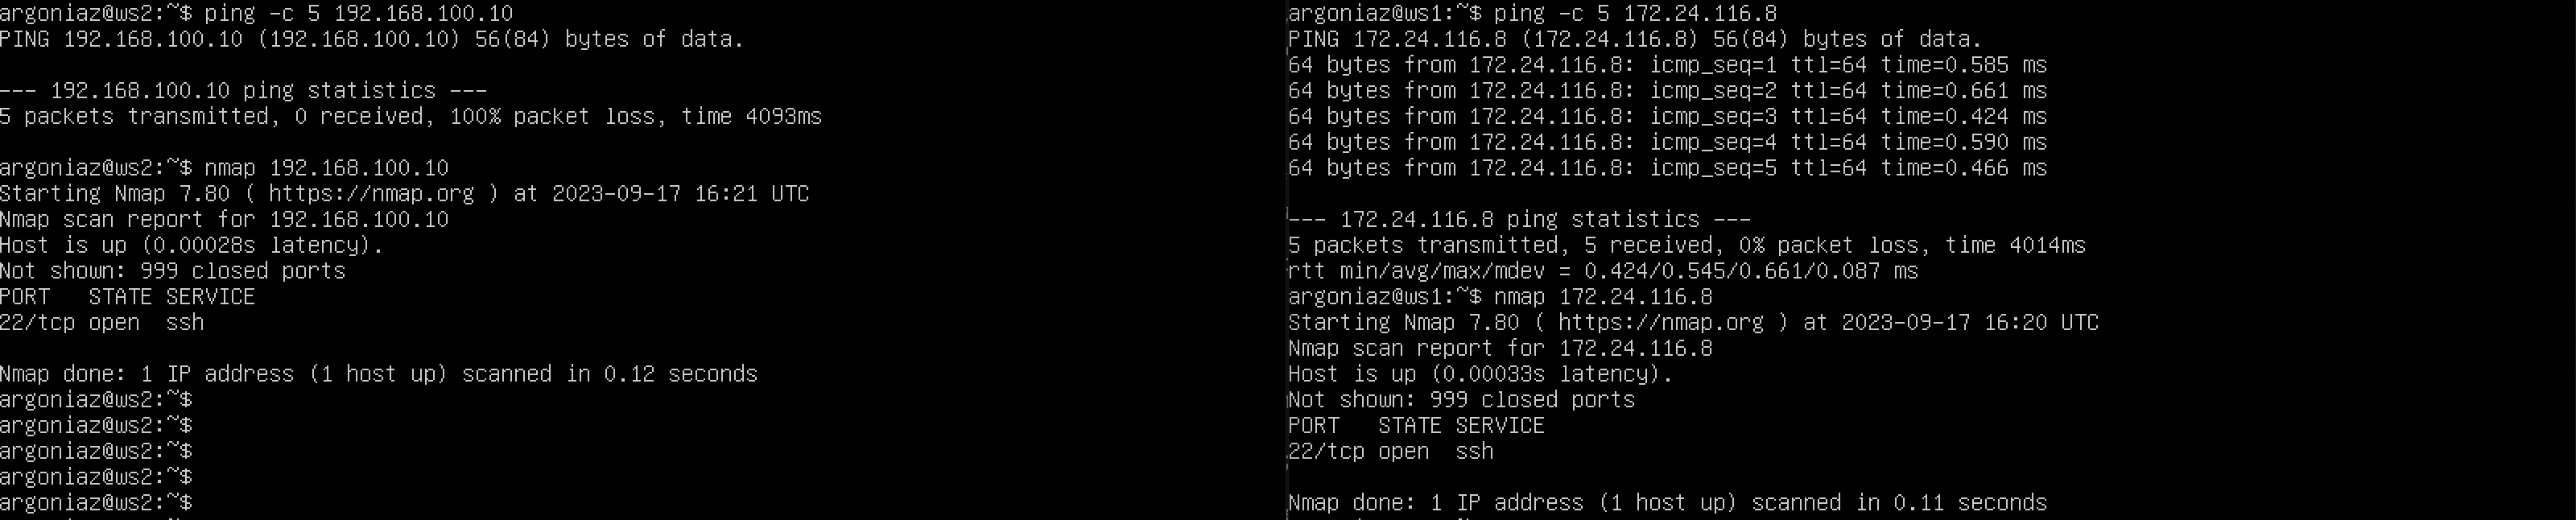 argoniaz@ws2:~$ ping -c 5 192.168.100.10
PING 192.168.100.10 (192.168.100.10) 56(84) bytes of data.

--- 192.168.100.10 ping statistics ---
5 packets transmitted, 0 received, 100% packet loss, time 4093ms

argoniaz@ws2:~$ nmap 192.168.100.10
Starting Nmap 7.80 ( https://nmap.org ) at 2023-09-17 16:21 UTC
Nmap scan report for 192.168.100.10
Host is up (0.00028s latency).
Not shown: 999 closed ports
PORT   STATE SERVICE
22/tcp open  ssh

Nmap done: 1 IP address (1 host up) scanned in 0.12 seconds
argoniaz@ws2:~$
argoniaz@ws2:~$
argoniaz@ws2:~$
argoniaz@ws2:~$
argoniaz@ws2:~$
argoniaz@ws1:~$ ping -c 5 172.24.116.8
PING 172.24.116.8 (172.24.116.8) 56(84) bytes of data.
64 bytes from 172.24.116.8: icmp_seq=1 ttl=64 time=0.585 ms
64 bytes from 172.24.116.8: icmp_seq=2 ttl=64 time=0.661 ms
64 bytes from 172.24.116.8: icmp_seq=3 ttl=64 time=0.424 ms
64 bytes from 172.24.116.8: icmp_seq=4 ttl=64 time=0.590 ms
64 bytes from 172.24.116.8: icmp_seq=5 ttl=64 time=0.466 ms

--- 172.24.116.8 ping statistics ---
5 packets transmitted, 5 received, 0% packet loss, time 4014ms
rtt min/avg/max/mdev = 0.424/0.545/0.661/0.087 ms
argoniaz@ws1:~$ nmap 172.24.116.8
Starting Nmap 7.80 ( https://nmap.org ) at 2023-09-17 16:20 UTC
Nmap scan report for 172.24.116.8
Host is up (0.00033s latency).
Not shown: 999 closed ports
PORT   STATE SERVICE
22/tcp open  ssh

Nmap done: 1 IP address (1 host up) scanned in 0.11 seconds